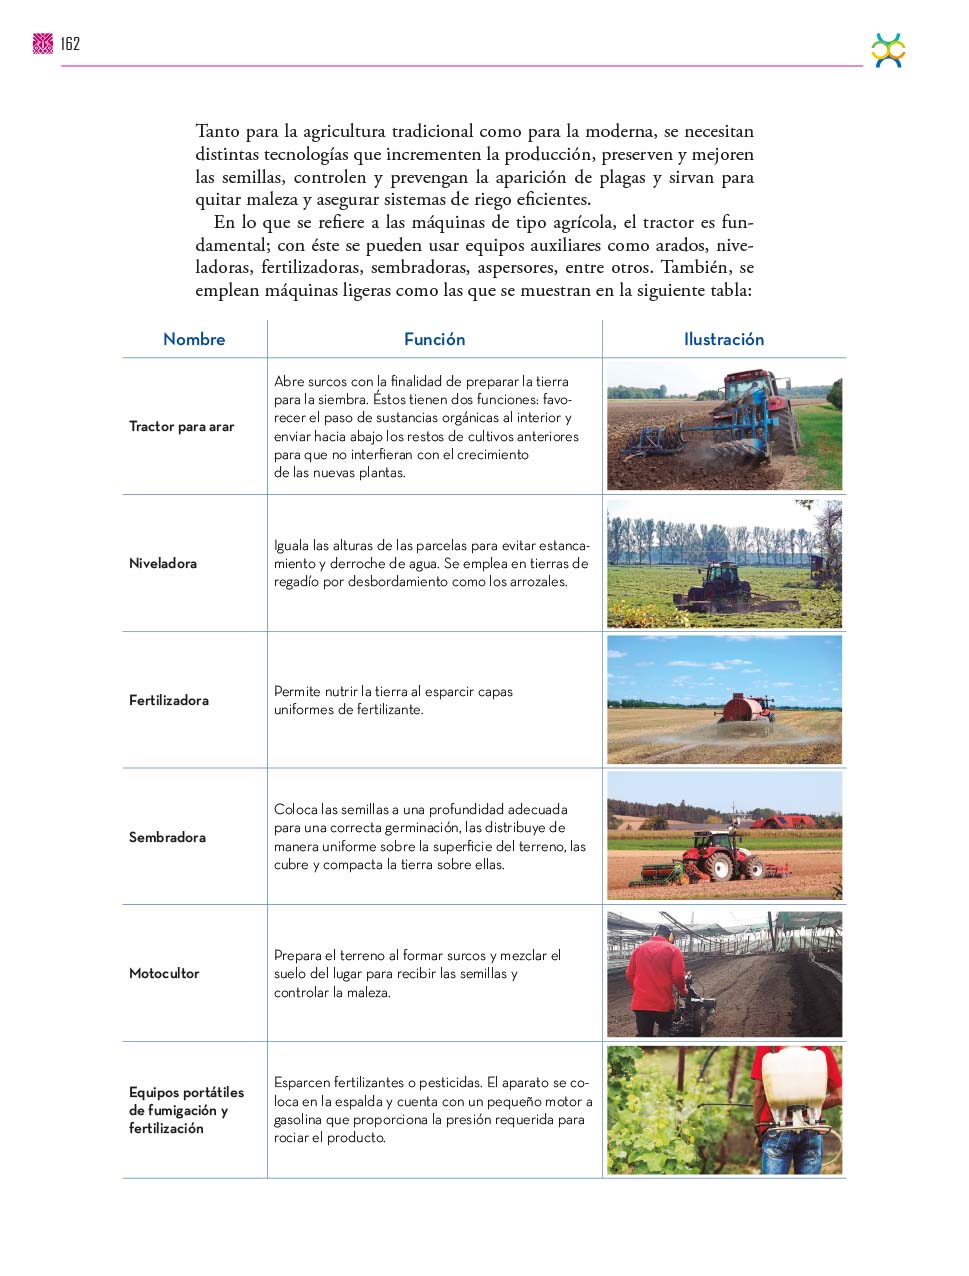 162
Tanto para la agricultura tradicional como para la moderna, se necesitan
distintas tecnologías que incrementen la producción, preserven y mejoren
las semillas, controlen y prevengan la aparición de plagas y sirvan para
quitar maleza y asegurar sistemas de riego eficientes.
En lo que se refiere a las máquinas de tipo agrícola, el tractor es fun-
damental; con éste se pueden usar equipos auxiliares como arados, nive-
ladoras, fertilizadoras, sembradoras, aspersores, entre otros. También, se
emplean máquinas ligeras como las que se muestran en la siguiente tabla:
Nombre
Función
Ilustración
Tractor para arar
Abre surcos con la finalidad de preparar la tierra
para la siembra. Éstos tienen dos funciones: favo-
recer el paso de sustancias orgánicas al interior y
enviar hacia abajo los restos de cultivos anteriores
para que no interfieran con el crecimiento
de las nuevas plantas.
Niveladora
Iguala las alturas de las parcelas para evitar estanca-
miento y derroche de agua. Se emplea en tierras de
regadío por desbordamiento como los arrozales.
Fertilizadora
Permite nutrir la tierra al esparcir capas
uniformes de fertilizante.
Sembradora
Coloca las semillas a una profundidad adecuada
para una correcta germinación, las distribuye de
manera uniforme sobre la superficie del terreno, las
cubre y compacta la tierra sobre ellas.
Motocultor
Prepara el terreno al formar surcos y mezclar el
suelo del lugar para recibir las semillas y
controlar la maleza.
Equipos portátiles
de fumigación y
fertilización
Esparcen fertilizantes o pesticidas. El aparato se co-
loca en la espalda y cuenta con un pequeño motor a
gasolina que proporciona la presión requerida para
rociar el producto.